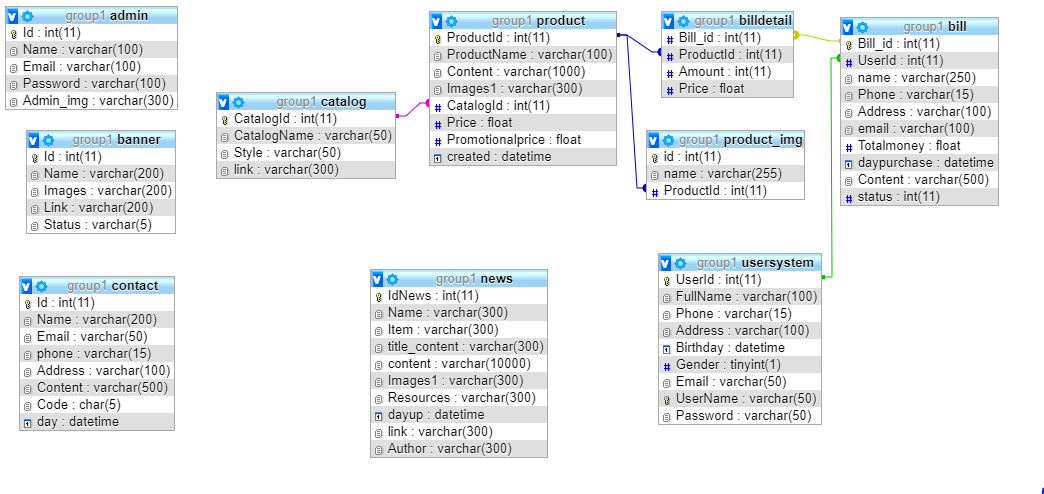 group1 admin
Id : int(11)
Name : varchar(100)
Email : varchar(100)
Password : varchar(100)
Admin_img : varchar(300)
group1 banner
Id : int(11)
Name : varchar(200)
Images : varchar(200)
Link : varchar(200)
Status : varchar(5)
group1 contact
Id : int(11)
Name : varchar(200)
Email : varchar(50)
phone : varchar(15)
Address : varchar(100)
Content : varchar(500)
Code : char(5)
day : datetime
group1 catalog
CatalogId : int(11)
CatalogName : varchar(50)
Style : varchar(50)
link : varchar(300)
group1 product
ProductId : int(11)
ProductName : varchar(100)
Content : varchar(1000)
Images1 : varchar(300)
CatalogId : int(11)
Price : float
Promotionalprice : float
created : datetime
group1 news
IdNews : int(11)
Name : varchar(300)
Item : varchar(300)
title_content : varchar(300)
content : varchar(10000)
Images1 : varchar(300)
Resources : varchar(300)
dayup : datetime
link : varchar(300)
Author : varchar(300)
group1 billdetail
Bill_id : int(11)
ProductId : int(11)
Amount : int(11)
Price : float
group1 product_img
id : int(11)
name : varchar(255)
ProductId : int(11)
group1 bill
Bill_id : int(11)
UserId : int(11)
name : varchar(250)
Phone : varchar(15)
Address : varchar(100)
email : varchar(100)
Totalmoney : float
daypurchase : datetime
Content : varchar(500)
status : int(11)
group1 usersystem
UserId : int(11)
FullName : varchar(100)
Phone : varchar(15)
Address : varchar(100)
Birthday : datetime
Gender : tinyint(1)
Email : varchar(50)
UserName : varchar(50)
Password : varchar(50)